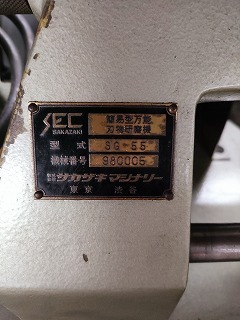 SEC
SAKAZAKI
簡易型万能
刃物研磨機
型式 SG-55
機械番号 980005
株式会社 サカザキマシナリー
東京 渋谷